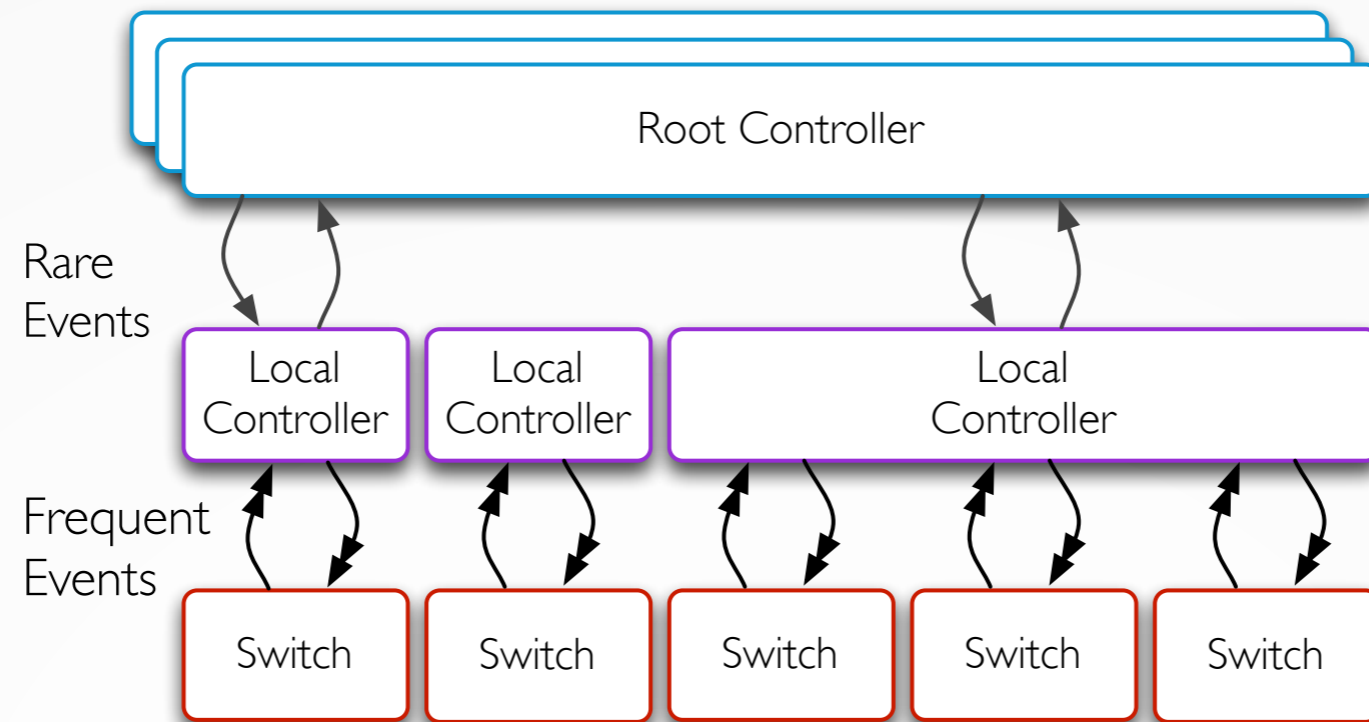 Root Controller
Rare
Events
Local
Controller
Local
Controller
Local
Controller
Frequent
Events
Switch
Switch
Switch
Switch
Switch